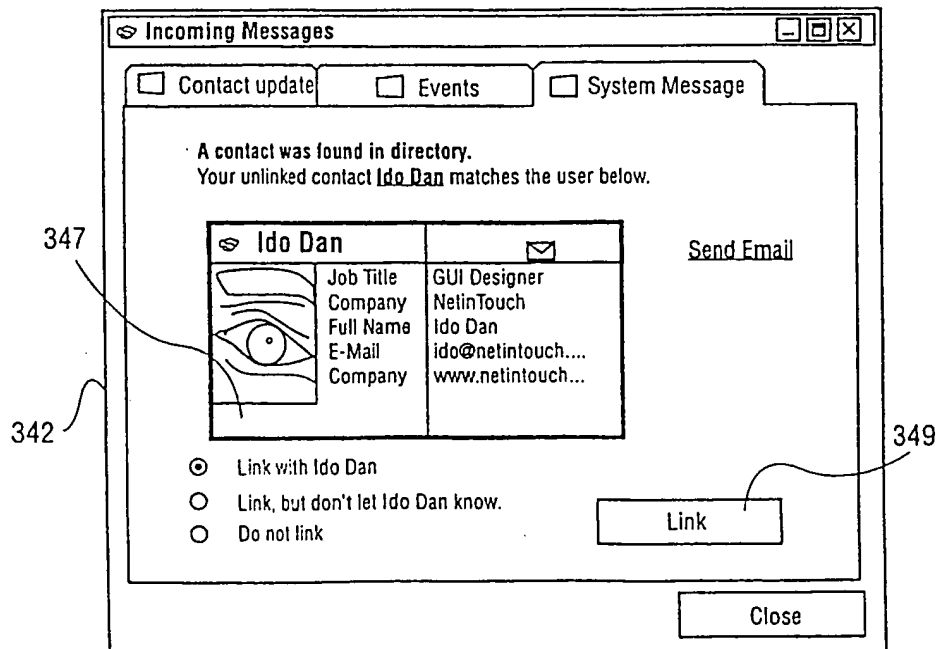 Incoming Messages
Contact update Events System Message
A contact was found in directory.
Your unlinked contact Ido Dan matches the user below.
347
Ido Dan
Send Email
Job Title GUI Designer
Company NetinTouch
Full Name Ido Dan
E-Mail ido@netintouch....
Company www.netintouch...
342
349
Link with Ido Dan
Link, but don't let Ido Dan know.
Link
Do not link
Close